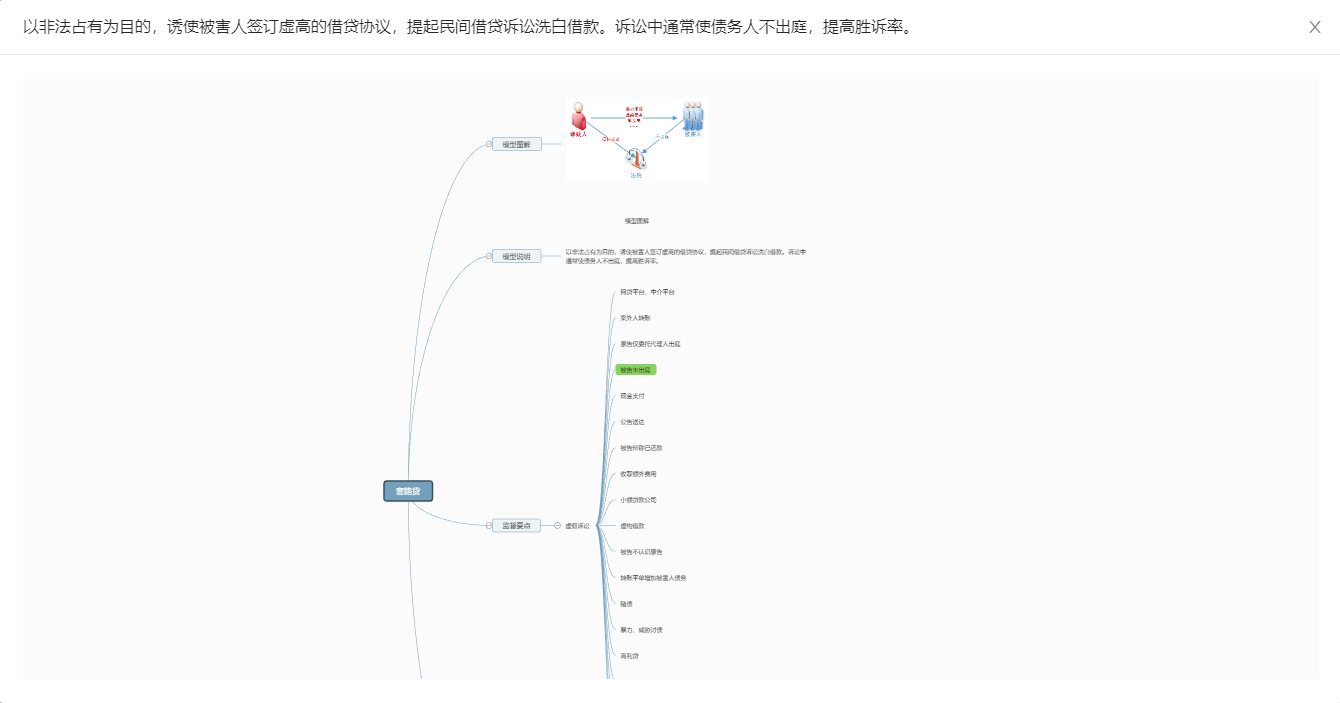 以非法占有为目的，诱使被害人签订虚高的借贷协议，提起民间借贷诉讼洗白借款。诉讼中通常使债务人不出庭，提高胜诉率。
模型图解
嫌疑人
被害人
法院
模型图解
模型说明
以非法占有为目的，诱使被害人签订虚高的借贷协议，提起民间借贷诉讼洗白借款。诉讼中
通常使债务人不出庭，提高胜诉率。
网贷平台、中介平台
案外人转账
原告仅委托代理人出庭
被告未出庭
现金支付
公告送达
被告辩称已还款
收取额外费用
小额贷款公司
套路贷
监督要点
虚假诉讼
虚构借款
被告不认识原告
转账平单增加被害人债务
赌债
暴力、威胁讨债
高利贷